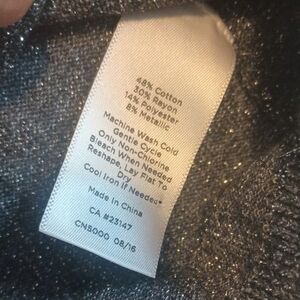 48% Cotton
30% Rayon
14% Polyester
8% Metallic
Machine Wash Cold
Gentle Cycle
Only Non-Chlorine
Bleach When Needed
Reshape, Lay Flat To
Dry
Cool Iron If Needed*
Made in China
CA #23147
CN5000 08/16